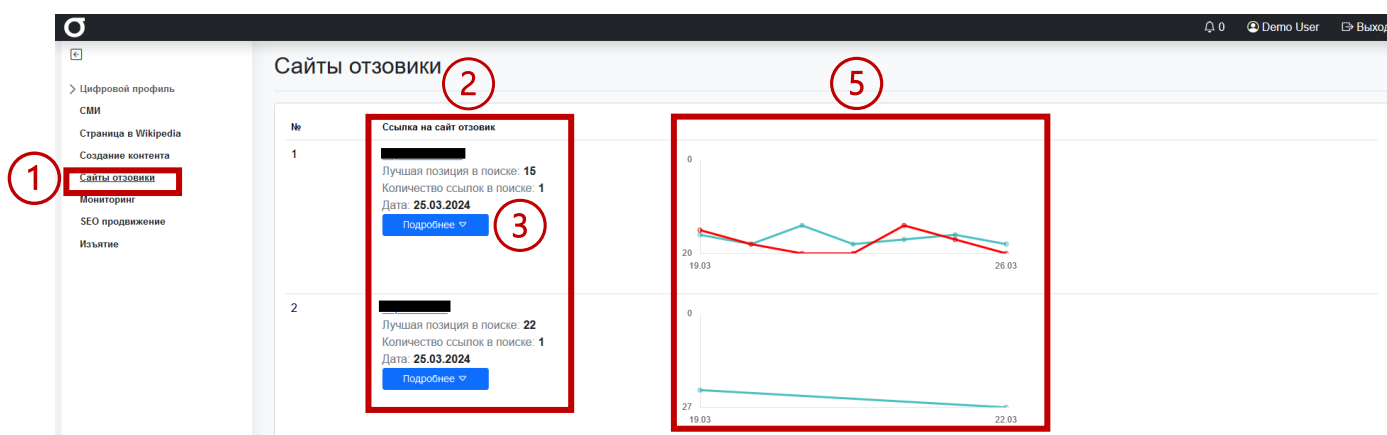 0 Demo User Выход
Сайты отзовики
2
5
Цифровой профиль
СМИ
Страница в Wikipedia
Создание контента
1
Сайты отзовики
Мониторинг
SEO продвижение
Изъятие
№ Ссылка на сайт отзовик
1
Лучшая позиция в поиске: 15
Количество ссылок в поиске: 1
Дата: 25.03.2024
Подробнее
3
0
20
19.03 26.03
2
Лучшая позиция в поиске: 22
Количество ссылок в поиске: 1
Дата: 25.03.2024
Подробнее
0
27
19.03 22.03